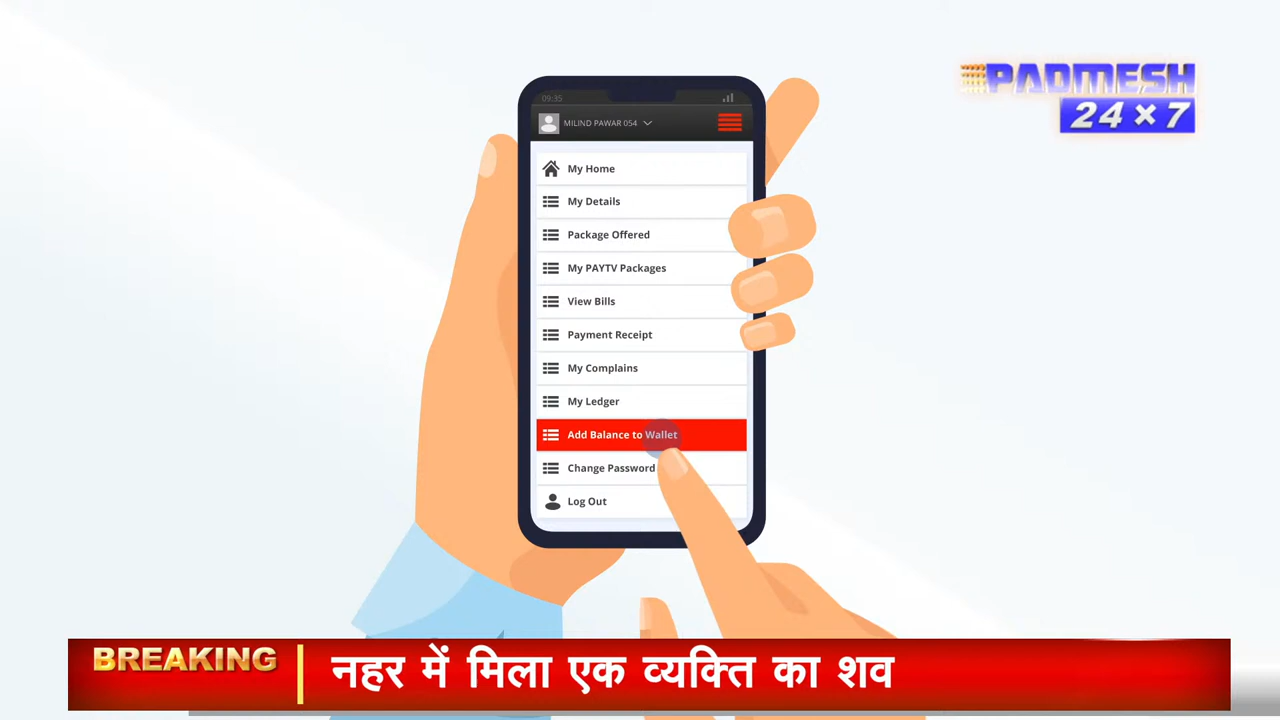 PADMESH
24×7
09:35
MILIND PAWAR 054
My Home
My Details
Package Offered
My PAYTV Packages
View Bills
Payment Receipt
My Complains
My Ledger
Add Balance to Wallet
Change Password
Log Out
BREAKING
नहर में मिला एक व्यक्ति का शव